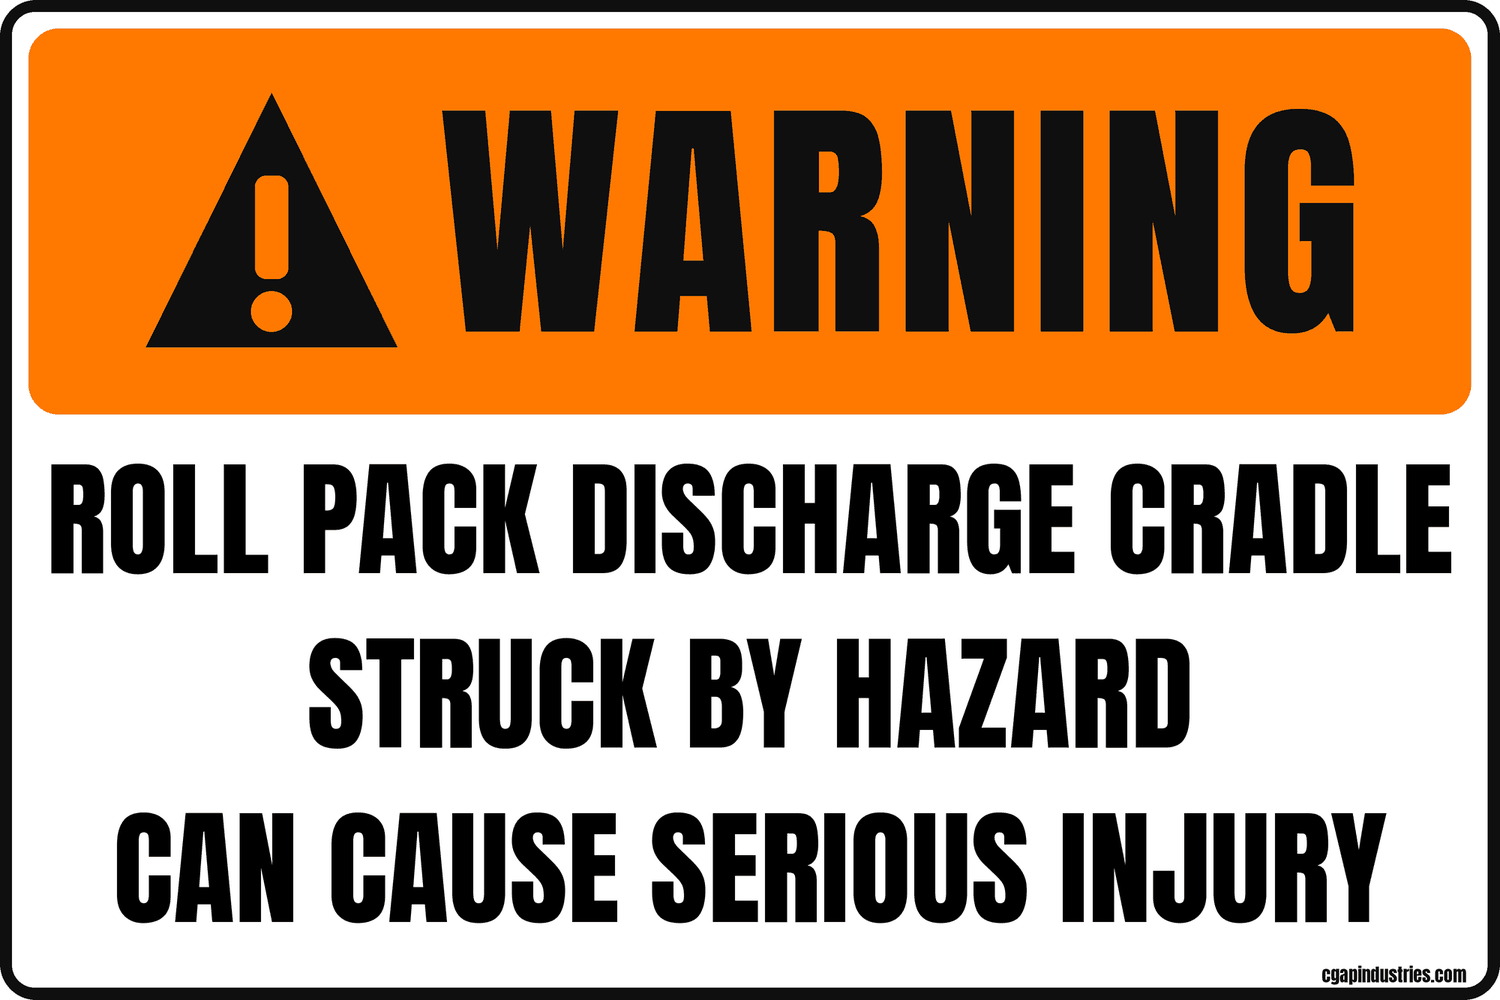 WARNING
ROLL PACK DISCHARGE CRADLE
STRUCK BY HAZARD
CAN CAUSE SERIOUS INJURY
cgapindustries.com